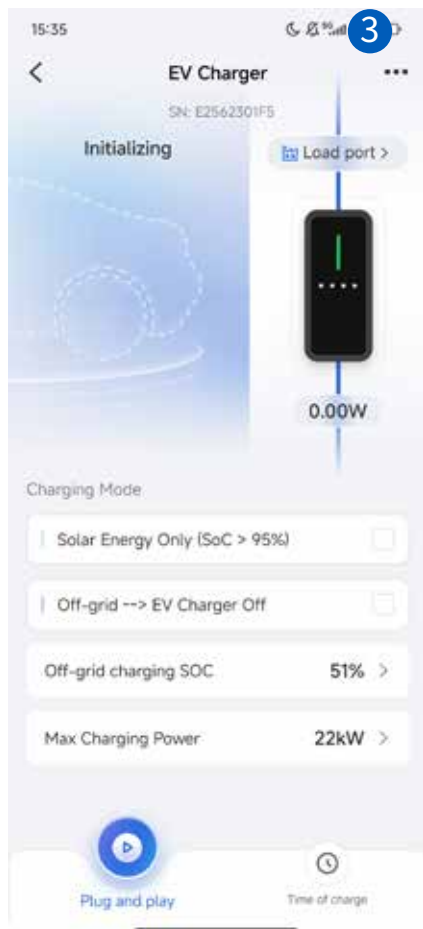 15:35
3
EV Charger
SN: E2562301F5
Initializing
Load port >
0.00W
Charging Mode
Solar Energy Only (SoC > 95%)
Off-grid --> EV Charger Off
Off-grid charging SOC 51% >
Max Charging Power 22kW >
Plug and play
Time of charge